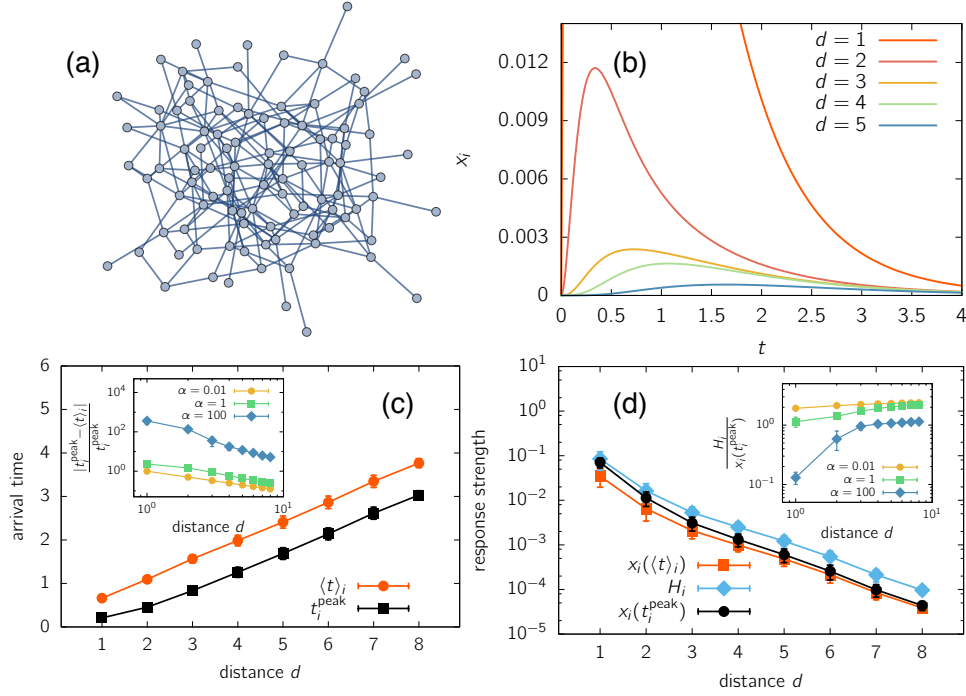 (a)
(b)
0.012
0.009
0.006
0.003
0
x_i
d = 1
d = 2
d = 3
d = 4
d = 5
0 0.5 1 1.5 2 2.5 3 3.5 4
t
(c)
6
5
4
3
2
1
0
arrival time
1 2 3 4 5 6 7 8
distance d
⟨t⟩_i
t_i^peak
|t_i^peak − ⟨t⟩_i|
t_i^peak
10^4
10^2
10^0
α = 0.01
α = 1
α = 100
10^0 10^1
distance d
(d)
10^1
10^0
10^-1
10^-2
10^-3
10^-4
10^-5
response strength
1 2 3 4 5 6 7 8
distance d
x_i(⟨t⟩_i)
H_i
x_i(t_i^peak)
H_i
x_i(t_i^peak)
10^0
10^-1
α = 0.01
α = 1
α = 100
10^0 10^1
distance d